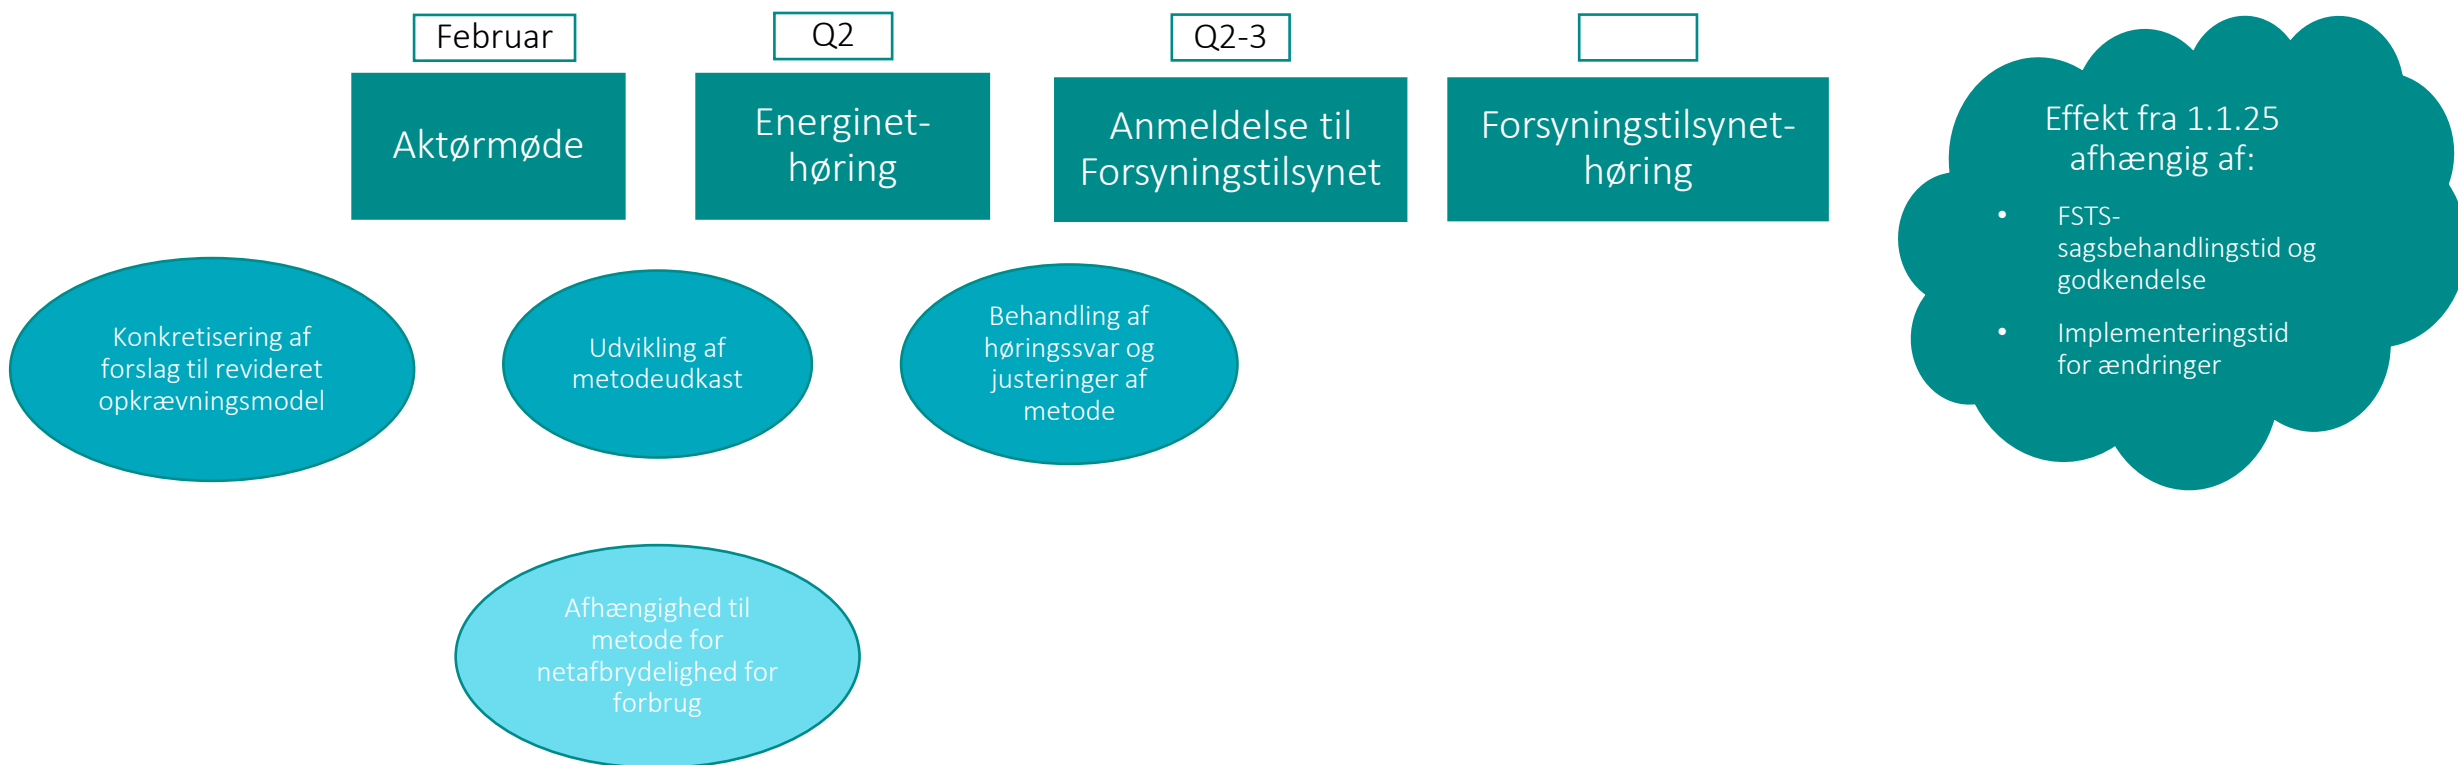 Februar
Q2
Q2-3
Aktørmøde
Energinet-
høring
Anmeldelse til
Forsyningstilsynet
Forsyningstilsynet-
høring
Effekt fra 1.1.25
afhængig af:
• FSTS-
sagsbehandlingstid og
godkendelse
• Implementeringstid
for ændringer
Konkretisering af
forslag til revideret
opkrævningsmodel
Udvikling af
metodeudkast
Behandling af
høringssvar og
justeringer af
metode
Afhængighed til
metode for
netafbrydelighed for
forbrug